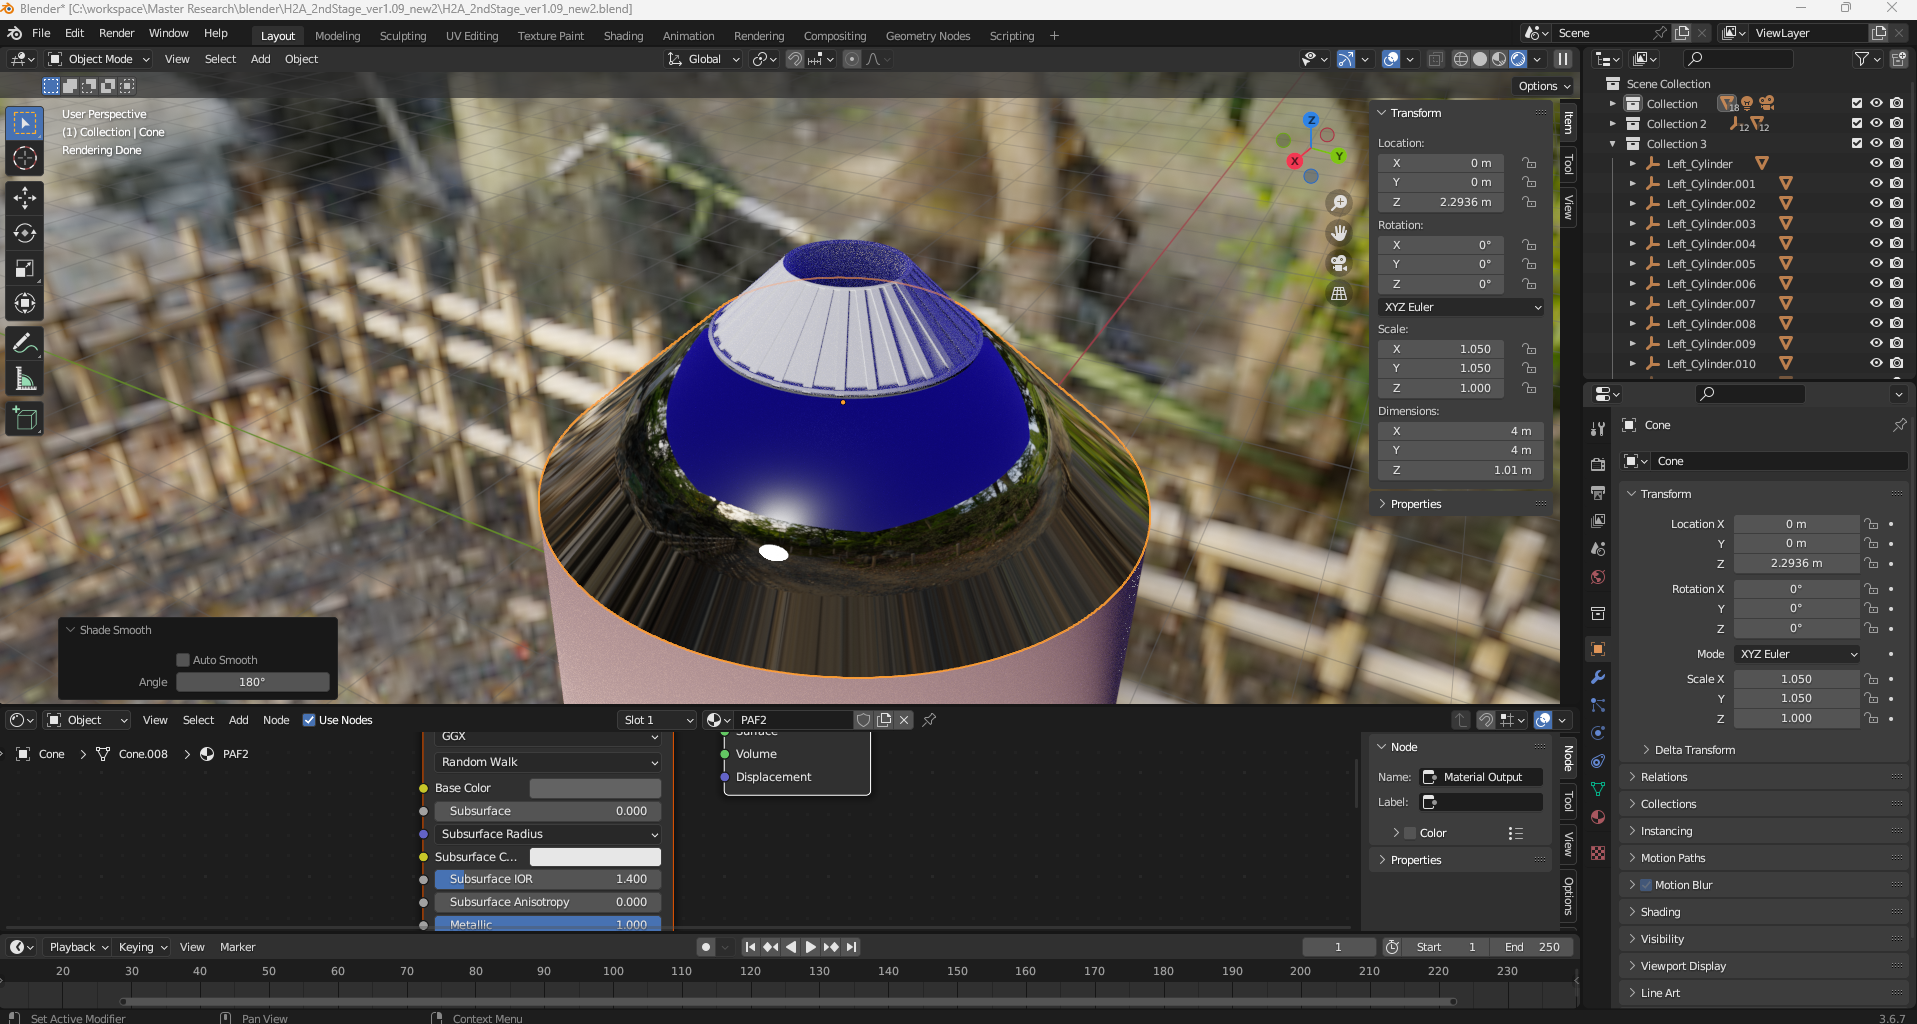 Blender* [C:\workspace\Master Research\blender\H2A_2ndStage_ver1.09_new2\H2A_2ndStage_ver1.09_new2.blend]
File Edit Render Window Help Layout Modeling Sculpting UV Editing Texture Paint Shading Animation Rendering Compositing Geometry Nodes Scripting + Scene ViewLayer
Object Mode View Select Add Object Global
Options
User Perspective
(1) Collection | Cone
Rendering Done
Z
Y
X
Transform
Location:
X 0 m
Y 0 m
Z 2.2936 m
Rotation:
X 0°
Y 0°
Z 0°
XYZ Euler
Scale:
X 1.050
Y 1.050
Z 1.000
Dimensions:
X 4 m
Y 4 m
Z 1.01 m
Properties
Item
Tool
View
Scene Collection
Collection 18
Collection 2 12 12
Collection 3
Left_Cylinder
Left_Cylinder.001
Left_Cylinder.002
Left_Cylinder.003
Left_Cylinder.004
Left_Cylinder.005
Left_Cylinder.006
Left_Cylinder.007
Left_Cylinder.008
Left_Cylinder.009
Left_Cylinder.010
Cone
Cone
Transform
Location X 0 m
Y 0 m
Z 2.2936 m
Rotation X 0°
Y 0°
Z 0°
Mode XYZ Euler
Scale X 1.050
Y 1.050
Z 1.000
Delta Transform
Relations
Collections
Instancing
Motion Paths
Motion Blur
Shading
Visibility
Viewport Display
Line Art
Shade Smooth
Auto Smooth
Angle 180°
Object View Select Add Node Use Nodes Slot 1 PAF2
Cone > Cone.008 > PAF2
GGX
Random Walk
Base Color
Subsurface 0.000
Subsurface Radius
Subsurface C...
Subsurface IOR 1.400
Subsurface Anisotropy 0.000
Metallic 1.000
Surface
Volume
Displacement
Node
Name: Material Output
Label:
Color
Properties
Node
Tool
View
Options
Playback Keying View Marker 1 Start 1 End 250
20 30 40 50 60 70 80 90 100 110 120 130 140 150 160 170 180 190 200 210 220 230
Set Active Modifier Pan View Context Menu 3.6.7